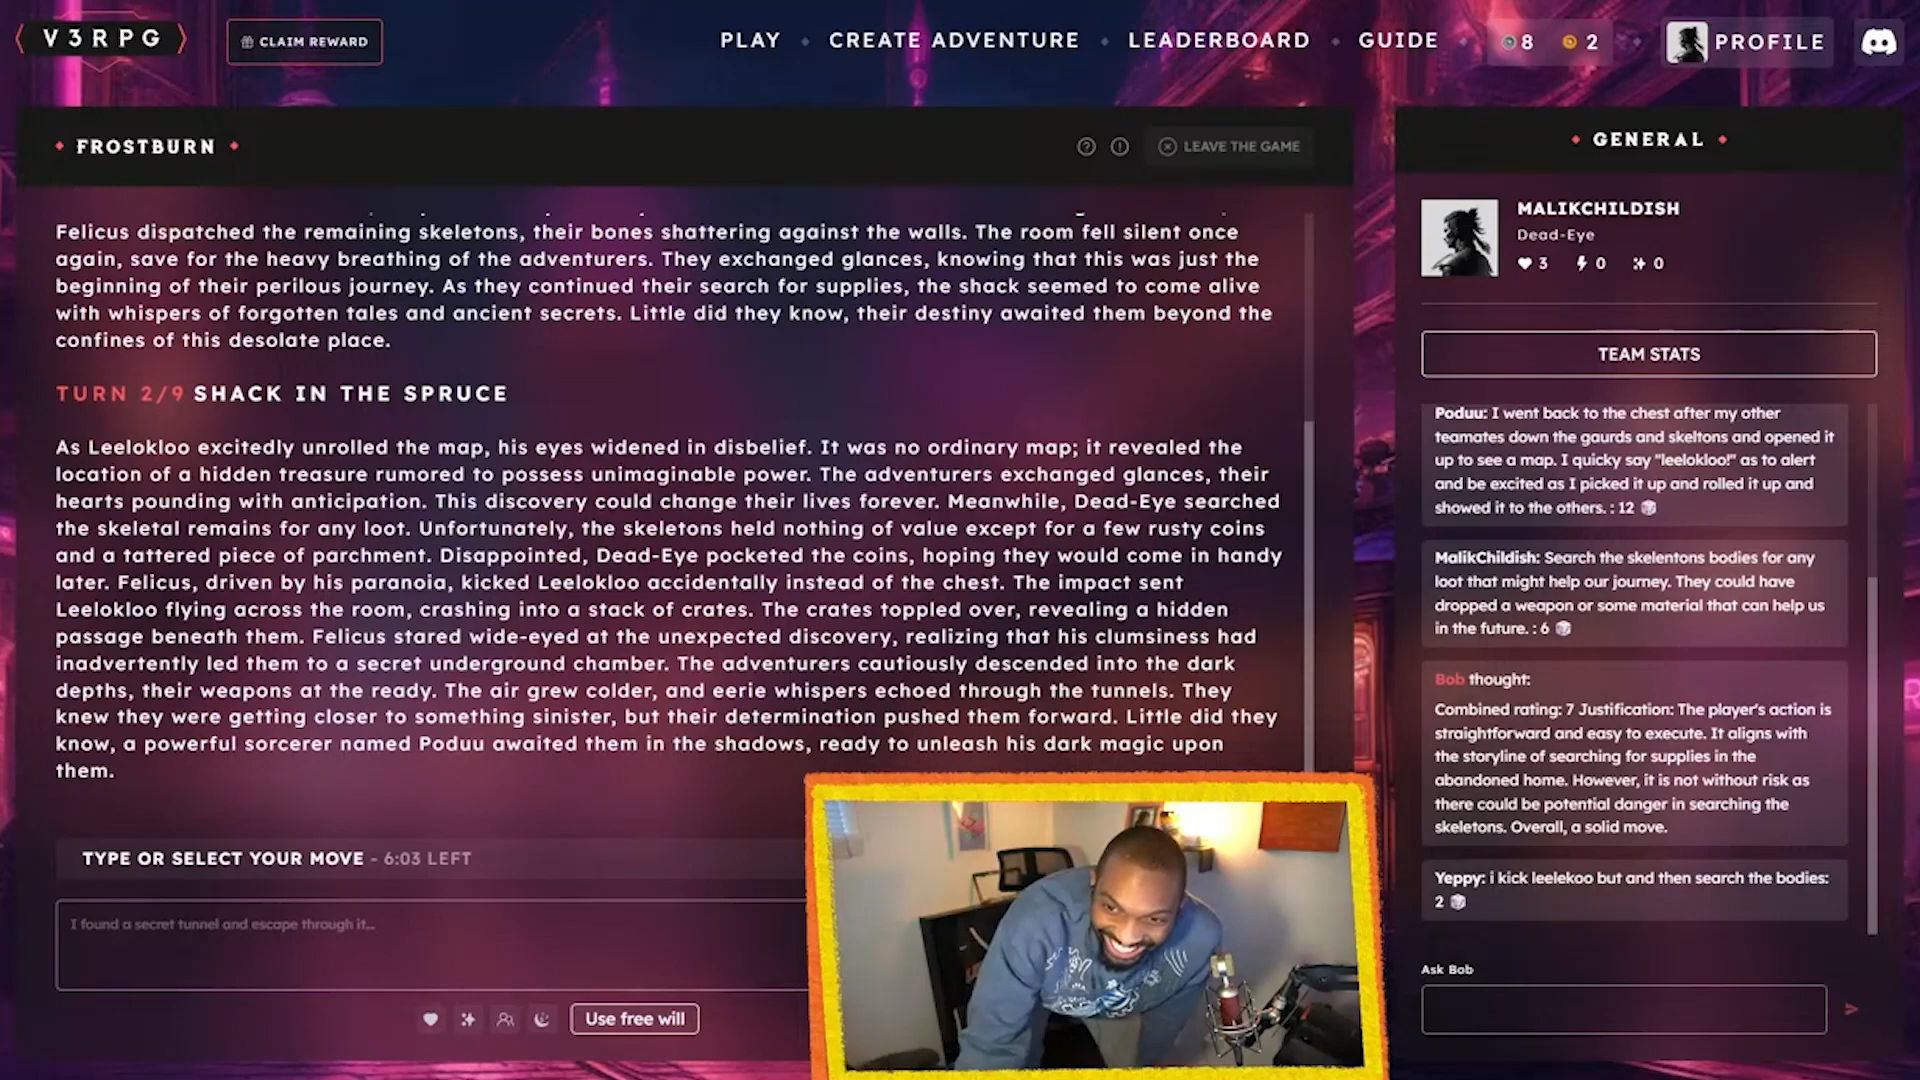 V3RPG
CLAIM REWARD
PLAY
CREATE ADVENTURE
LEADERBOARD
GUIDE
8
2
PROFILE
FROSTBURN
LEAVE THE GAME
Felicus dispatched the remaining skeletons, their bones shattering against the walls. The room fell silent once
again, save for the heavy breathing of the adventurers. They exchanged glances, knowing that this was just the
beginning of their perilous journey. As they continued their search for supplies, the shack seemed to come alive
with whispers of forgotten tales and ancient secrets. Little did they know, their destiny awaited them beyond the
confines of this desolate place.
TURN 2/9 SHACK IN THE SPRUCE
As Leelokloo excitedly unrolled the map, his eyes widened in disbelief. It was no ordinary map; it revealed the
location of a hidden treasure rumored to possess unimaginable power. The adventurers exchanged glances, their
hearts pounding with anticipation. This discovery could change their lives forever. Meanwhile, Dead-Eye searched
the skeletal remains for any loot. Unfortunately, the skeletons held nothing of value except for a few rusty coins
and a tattered piece of parchment. Disappointed, Dead-Eye pocketed the coins, hoping they would come in handy
later. Felicus, driven by his paranoia, kicked Leelokloo accidentally instead of the chest. The impact sent
Leelokloo flying across the room, crashing into a stack of crates. The crates toppled over, revealing a hidden
passage beneath them. Felicus stared wide-eyed at the unexpected discovery, realizing that his clumsiness had
inadvertently led them to a secret underground chamber. The adventurers cautiously descended into the dark
depths, their weapons at the ready. The air grew colder, and eerie whispers echoed through the tunnels. They
knew they were getting closer to something sinister, but their determination pushed them forward. Little did they
know, a powerful sorcerer named Poduu awaited them in the shadows, ready to unleash his dark magic upon
them.
TYPE OR SELECT YOUR MOVE - 6:03 LEFT
I found a secret tunnel and escape through it...
Use free will
GENERAL
MALIKCHILDISH
Dead-Eye
3 0 0
TEAM STATS
Poduu: I went back to the chest after my other
teamates down the gaurds and skeltons and opened it
up to see a map. I quicky say "leelokloo!" as to alert
and be excited as I picked it up and rolled it up and
showed it to the others. : 12
MalikChildish: Search the skelentons bodies for any
loot that might help our journey. They could have
dropped a weapon or some material that can help us
in the future. : 6
Bob thought:
Combined rating: 7 Justification: The player's action is
straightforward and easy to execute. It aligns with
the storyline of searching for supplies in the
abandoned home. However, it is not without risk as
there could be potential danger in searching the
skeletons. Overall, a solid move.
Yeppy: i kick leelekoo but and then search the bodies:
2
Ask Bob